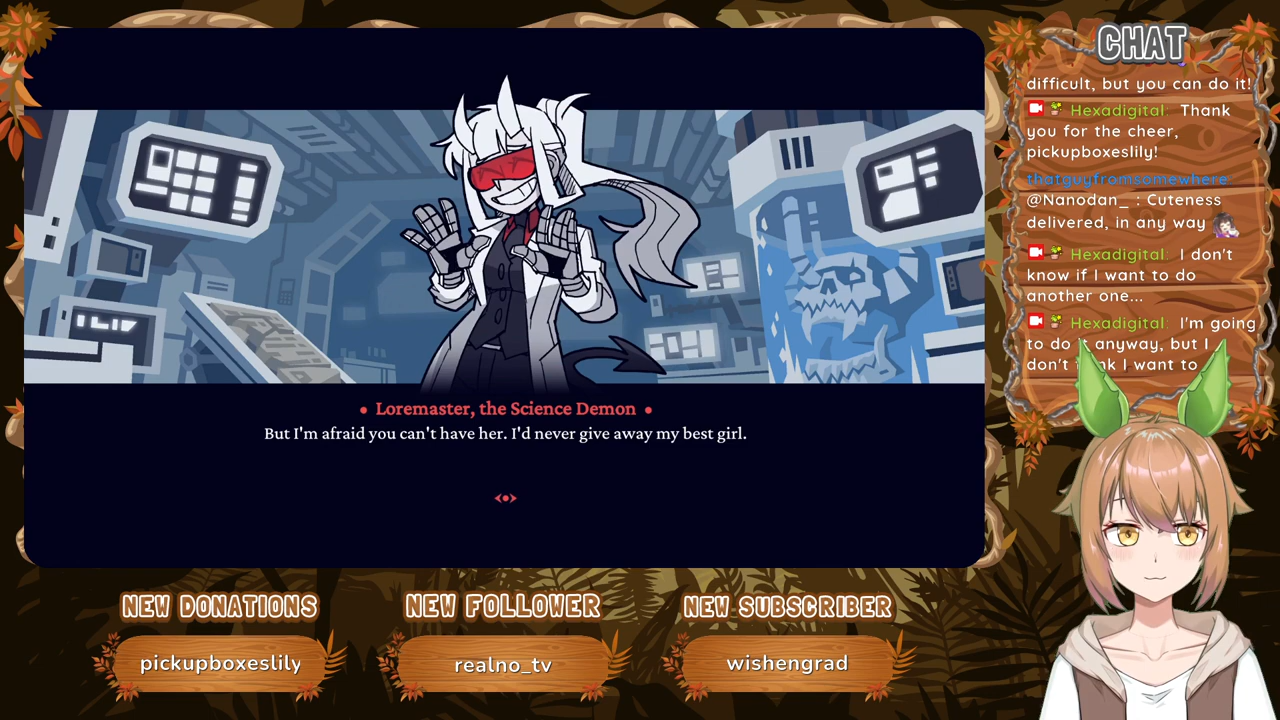 CHAT
difficult, but you can do it!
Hexadigital: Thank
you for the cheer,
pickupboxeslily!
thatguyfromsomewhere:
@Nanodan_ : Cuteness
delivered, in any way
Hexadigital: I don't
know if I want to do
another one...
Hexadigital: I'm going
to do it anyway, but I
don't think I want to
• Loremaster, the Science Demon •
But I'm afraid you can't have her. I'd never give away my best girl.
NEW DONATIONS
NEW FOLLOWER
NEW SUBSCRIBER
pickupboxeslily
realno_tv
wishengrad